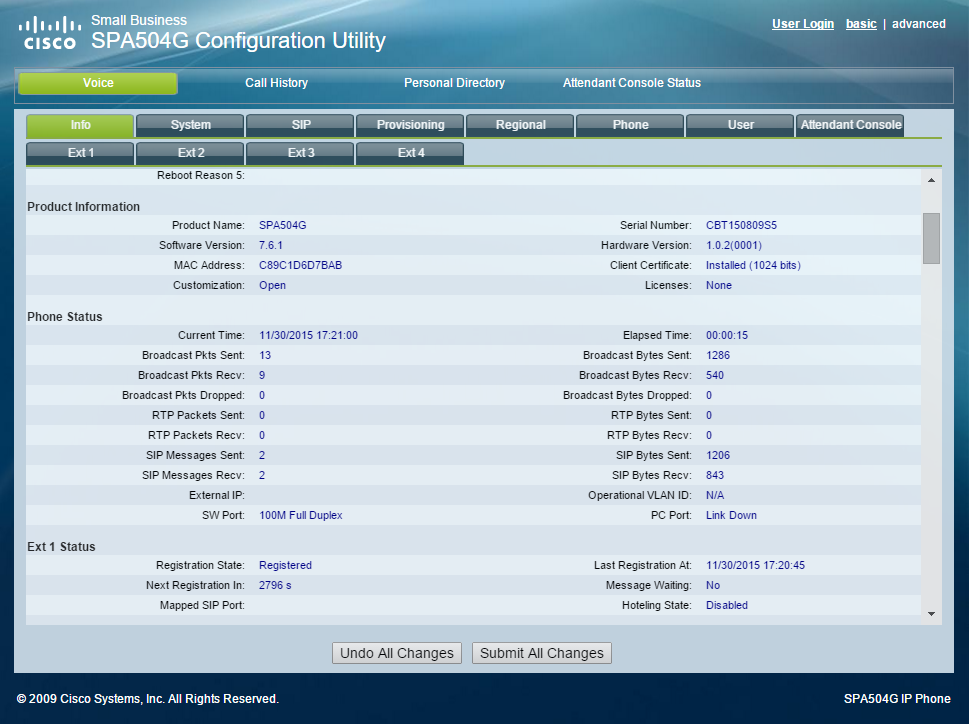 Small Business
CISCO SPA504G Configuration Utility
User Login basic | advanced
Voice Call History Personal Directory Attendant Console Status
Info System SIP Provisioning Regional Phone User Attendant Console
Ext 1 Ext 2 Ext 3 Ext 4
Reboot Reason 5:
Product Information
Product Name: SPA504G Serial Number: CBT150809S5
Software Version: 7.6.1 Hardware Version: 1.0.2(0001)
MAC Address: C89C1D6D7BAB Client Certificate: Installed (1024 bits)
Customization: Open Licenses: None
Phone Status
Current Time: 11/30/2015 17:21:00 Elapsed Time: 00:00:15
Broadcast Pkts Sent: 13 Broadcast Bytes Sent: 1286
Broadcast Pkts Recv: 9 Broadcast Bytes Recv: 540
Broadcast Pkts Dropped: 0 Broadcast Bytes Dropped: 0
RTP Packets Sent: 0 RTP Bytes Sent: 0
RTP Packets Recv: 0 RTP Bytes Recv: 0
SIP Messages Sent: 2 SIP Bytes Sent: 1206
SIP Messages Recv: 2 SIP Bytes Recv: 843
External IP: Operational VLAN ID: N/A
SW Port: 100M Full Duplex PC Port: Link Down
Ext 1 Status
Registration State: Registered Last Registration At: 11/30/2015 17:20:45
Next Registration In: 2796 s Message Waiting: No
Mapped SIP Port: Hoteling State: Disabled
Undo All Changes Submit All Changes
© 2009 Cisco Systems, Inc. All Rights Reserved. SPA504G IP Phone